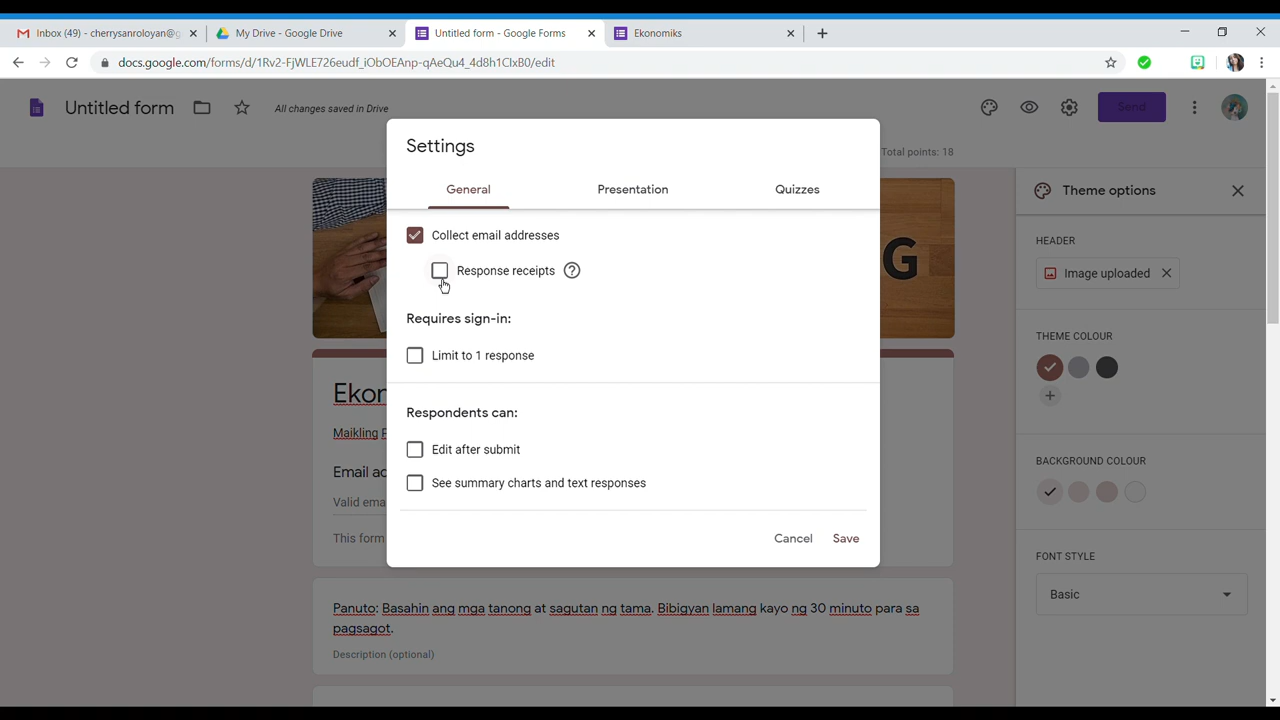 Inbox (49) - cherrysanroloyan@g
My Drive - Google Drive
Untitled form - Google Forms
Ekonomiks
docs.google.com/forms/d/1Rv2-FjWLE726eudf_iObOEAnp-qAeQu4_4d8h1ClxB0/edit
Untitled form
All changes saved in Drive
Send
Total points: 18
Settings
General
Presentation
Quizzes
Collect email addresses
Response receipts
Requires sign-in:
Limit to 1 response
Respondents can:
Edit after submit
See summary charts and text responses
Cancel
Save
G
Ekon
Maikling P
Email ad
Valid ema
This form
Panuto: Basahin ang mga tanong at sagutan ng tama. Bibigyan lamang kayo ng 30 minuto para sa
pagsagot.
Description (optional)
Theme options
HEADER
Image uploaded
THEME COLOUR
BACKGROUND COLOUR
FONT STYLE
Basic